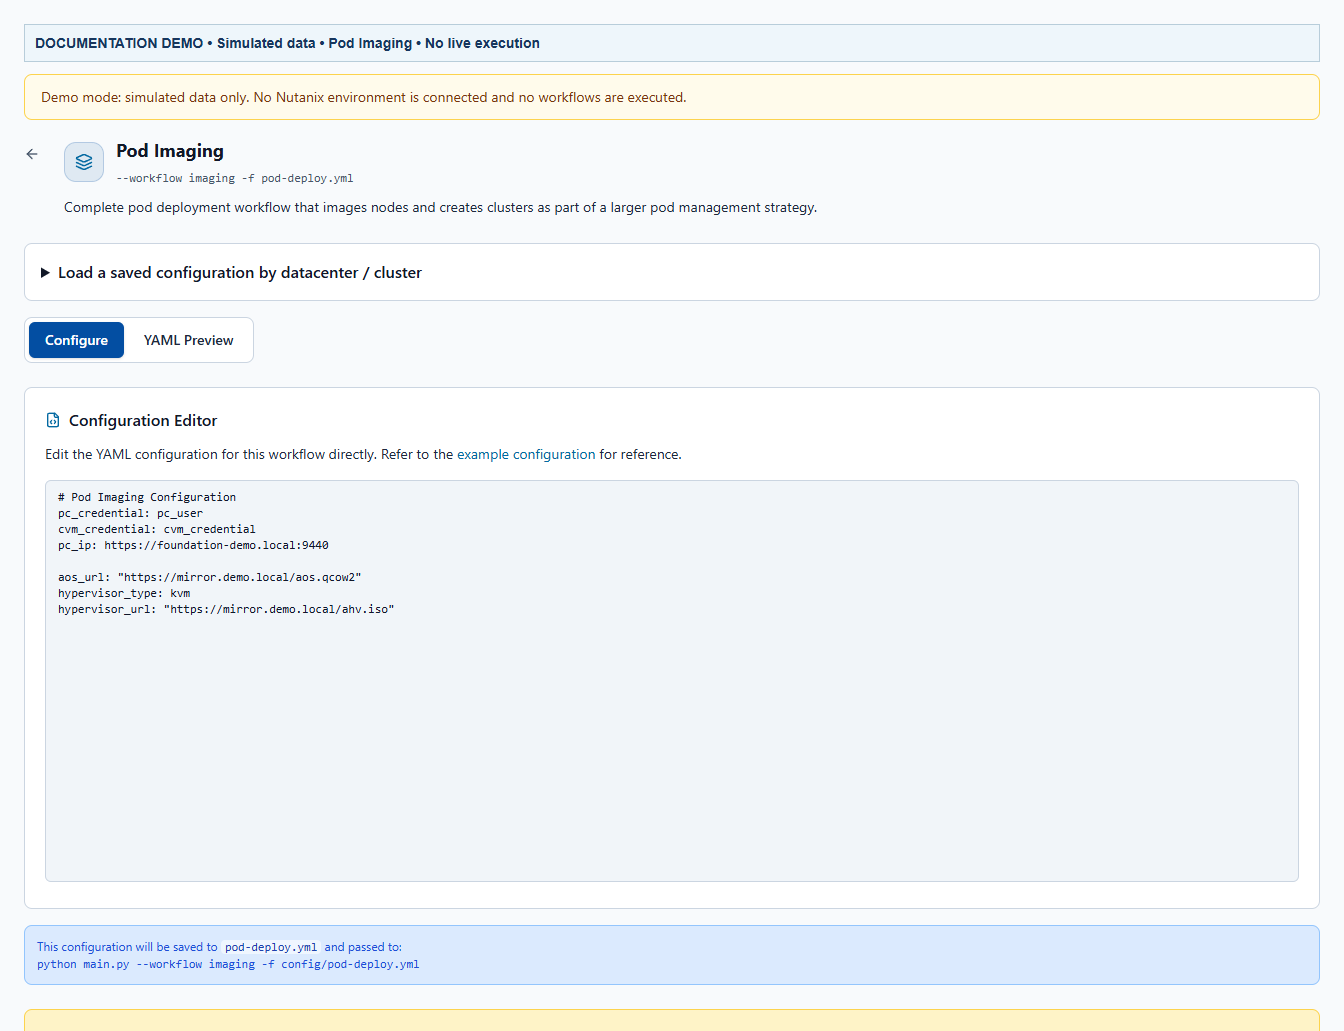 DOCUMENTATION DEMO • Simulated data • Pod Imaging • No live execution
Demo mode: simulated data only. No Nutanix environment is connected and no workflows are executed.
Pod Imaging
--workflow imaging -f pod-deploy.yml
Complete pod deployment workflow that images nodes and creates clusters as part of a larger pod management strategy.
Load a saved configuration by datacenter / cluster
Configure YAML Preview
Configuration Editor
Edit the YAML configuration for this workflow directly. Refer to the example configuration for reference.
# Pod Imaging Configuration
pc_credential: pc_user
cvm_credential: cvm_credential
pc_ip: https://foundation-demo.local:9440
aos_url: "https://mirror.demo.local/aos.qcow2"
hypervisor_type: kvm
hypervisor_url: "https://mirror.demo.local/ahv.iso"
This configuration will be saved to pod-deploy.yml and passed to:
python main.py --workflow imaging -f config/pod-deploy.yml